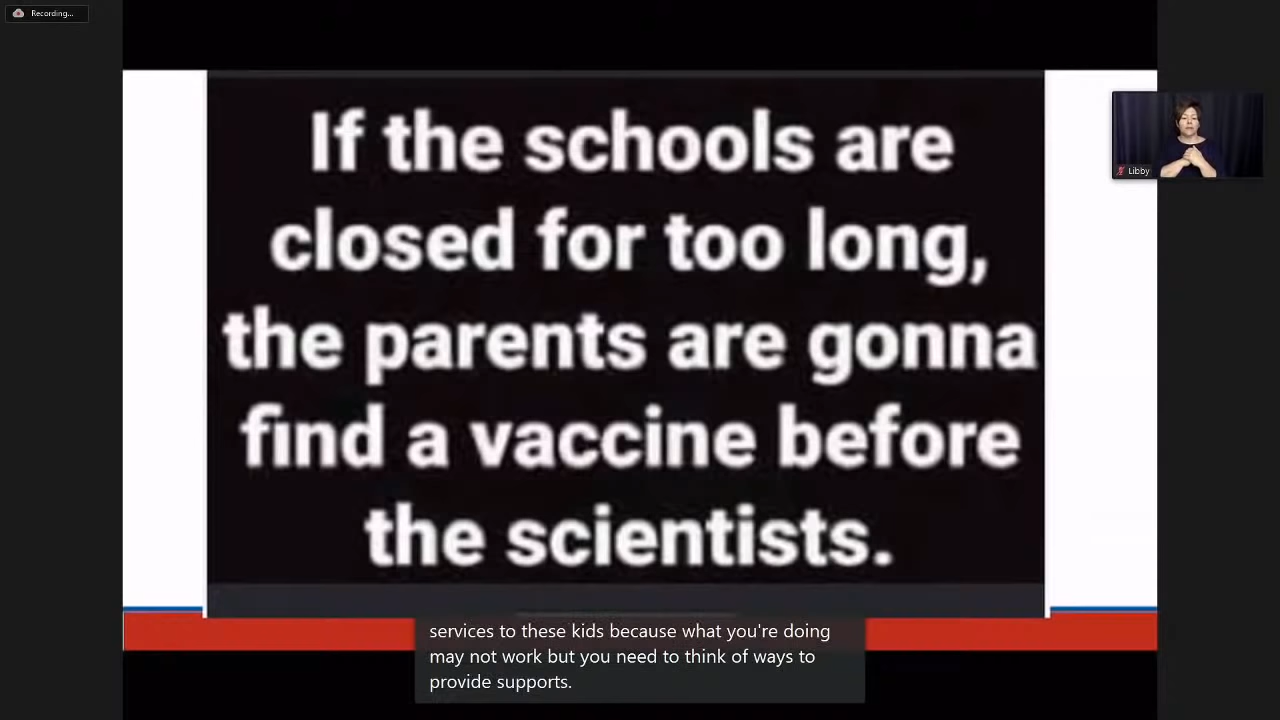 Recording...
If the schools are
closed for too long,
the parents are gonna
find a vaccine before
the scientists.
Libby
services to these kids because what you're doing
may not work but you need to think of ways to
provide supports.